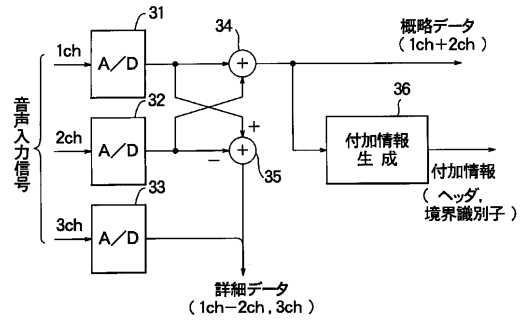 31
34
概略データ
(1ch+2ch)
1ch
A/D
+
32
36
音声入力信号
2ch
A/D
+
付加情報
生成
−
+
35
付加情報
(ヘッダ,
境界識別子)
33
3ch
A/D
詳細データ
(1ch−2ch, 3ch)